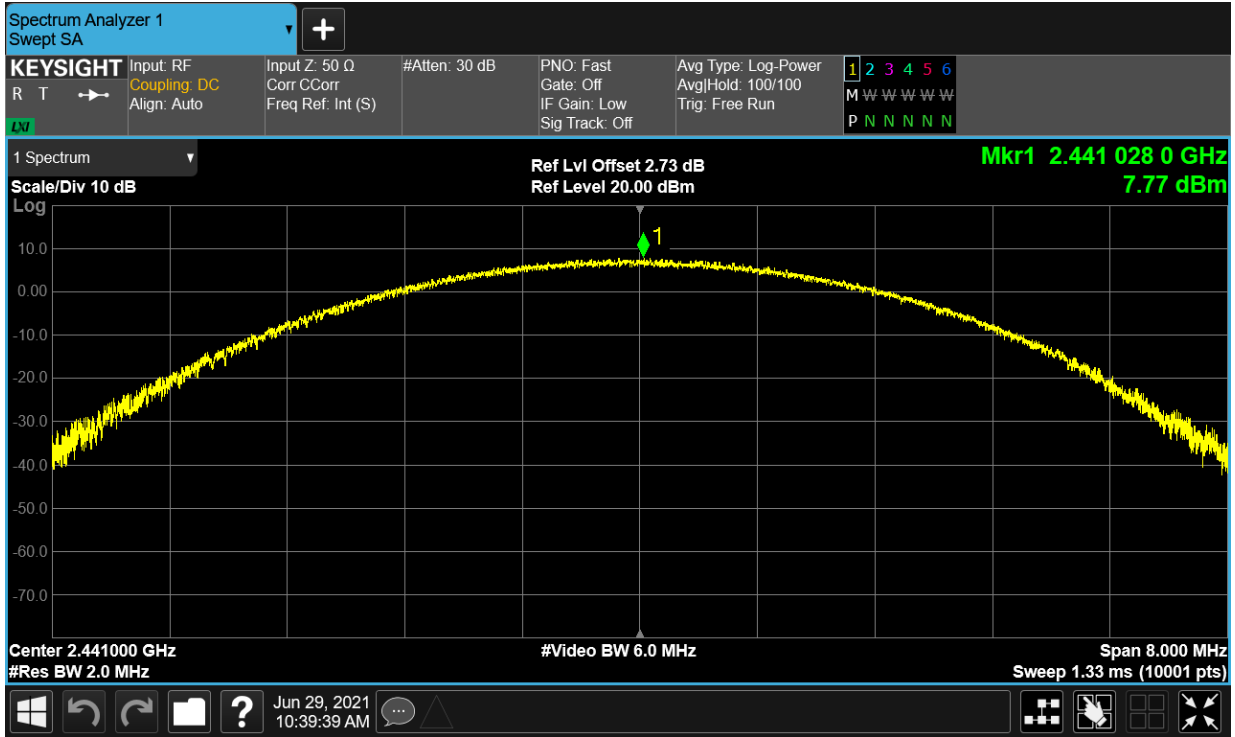 Spectrum Analyzer 1
Swept SA
KEYSIGHT
R T
LXI
Input: RF
Coupling: DC
Align: Auto
Input Z: 50 Ω
Corr CCorr
Freq Ref: Int (S)
#Atten: 30 dB
PNO: Fast
Gate: Off
IF Gain: Low
Sig Track: Off
Avg Type: Log-Power
Avg|Hold: 100/100
Trig: Free Run
1 2 3 4 5 6
M W W W W W
P N N N N N
1 Spectrum
Scale/Div 10 dB
Log
Ref Lvl Offset 2.73 dB
Ref Level 20.00 dBm
Mkr1 2.441 028 0 GHz
7.77 dBm
1
10.0
0.00
-10.0
-20.0
-30.0
-40.0
-50.0
-60.0
-70.0
Center 2.441000 GHz
#Res BW 2.0 MHz
#Video BW 6.0 MHz
Span 8.000 MHz
Sweep 1.33 ms (10001 pts)
?
Jun 29, 2021
10:39:39 AM